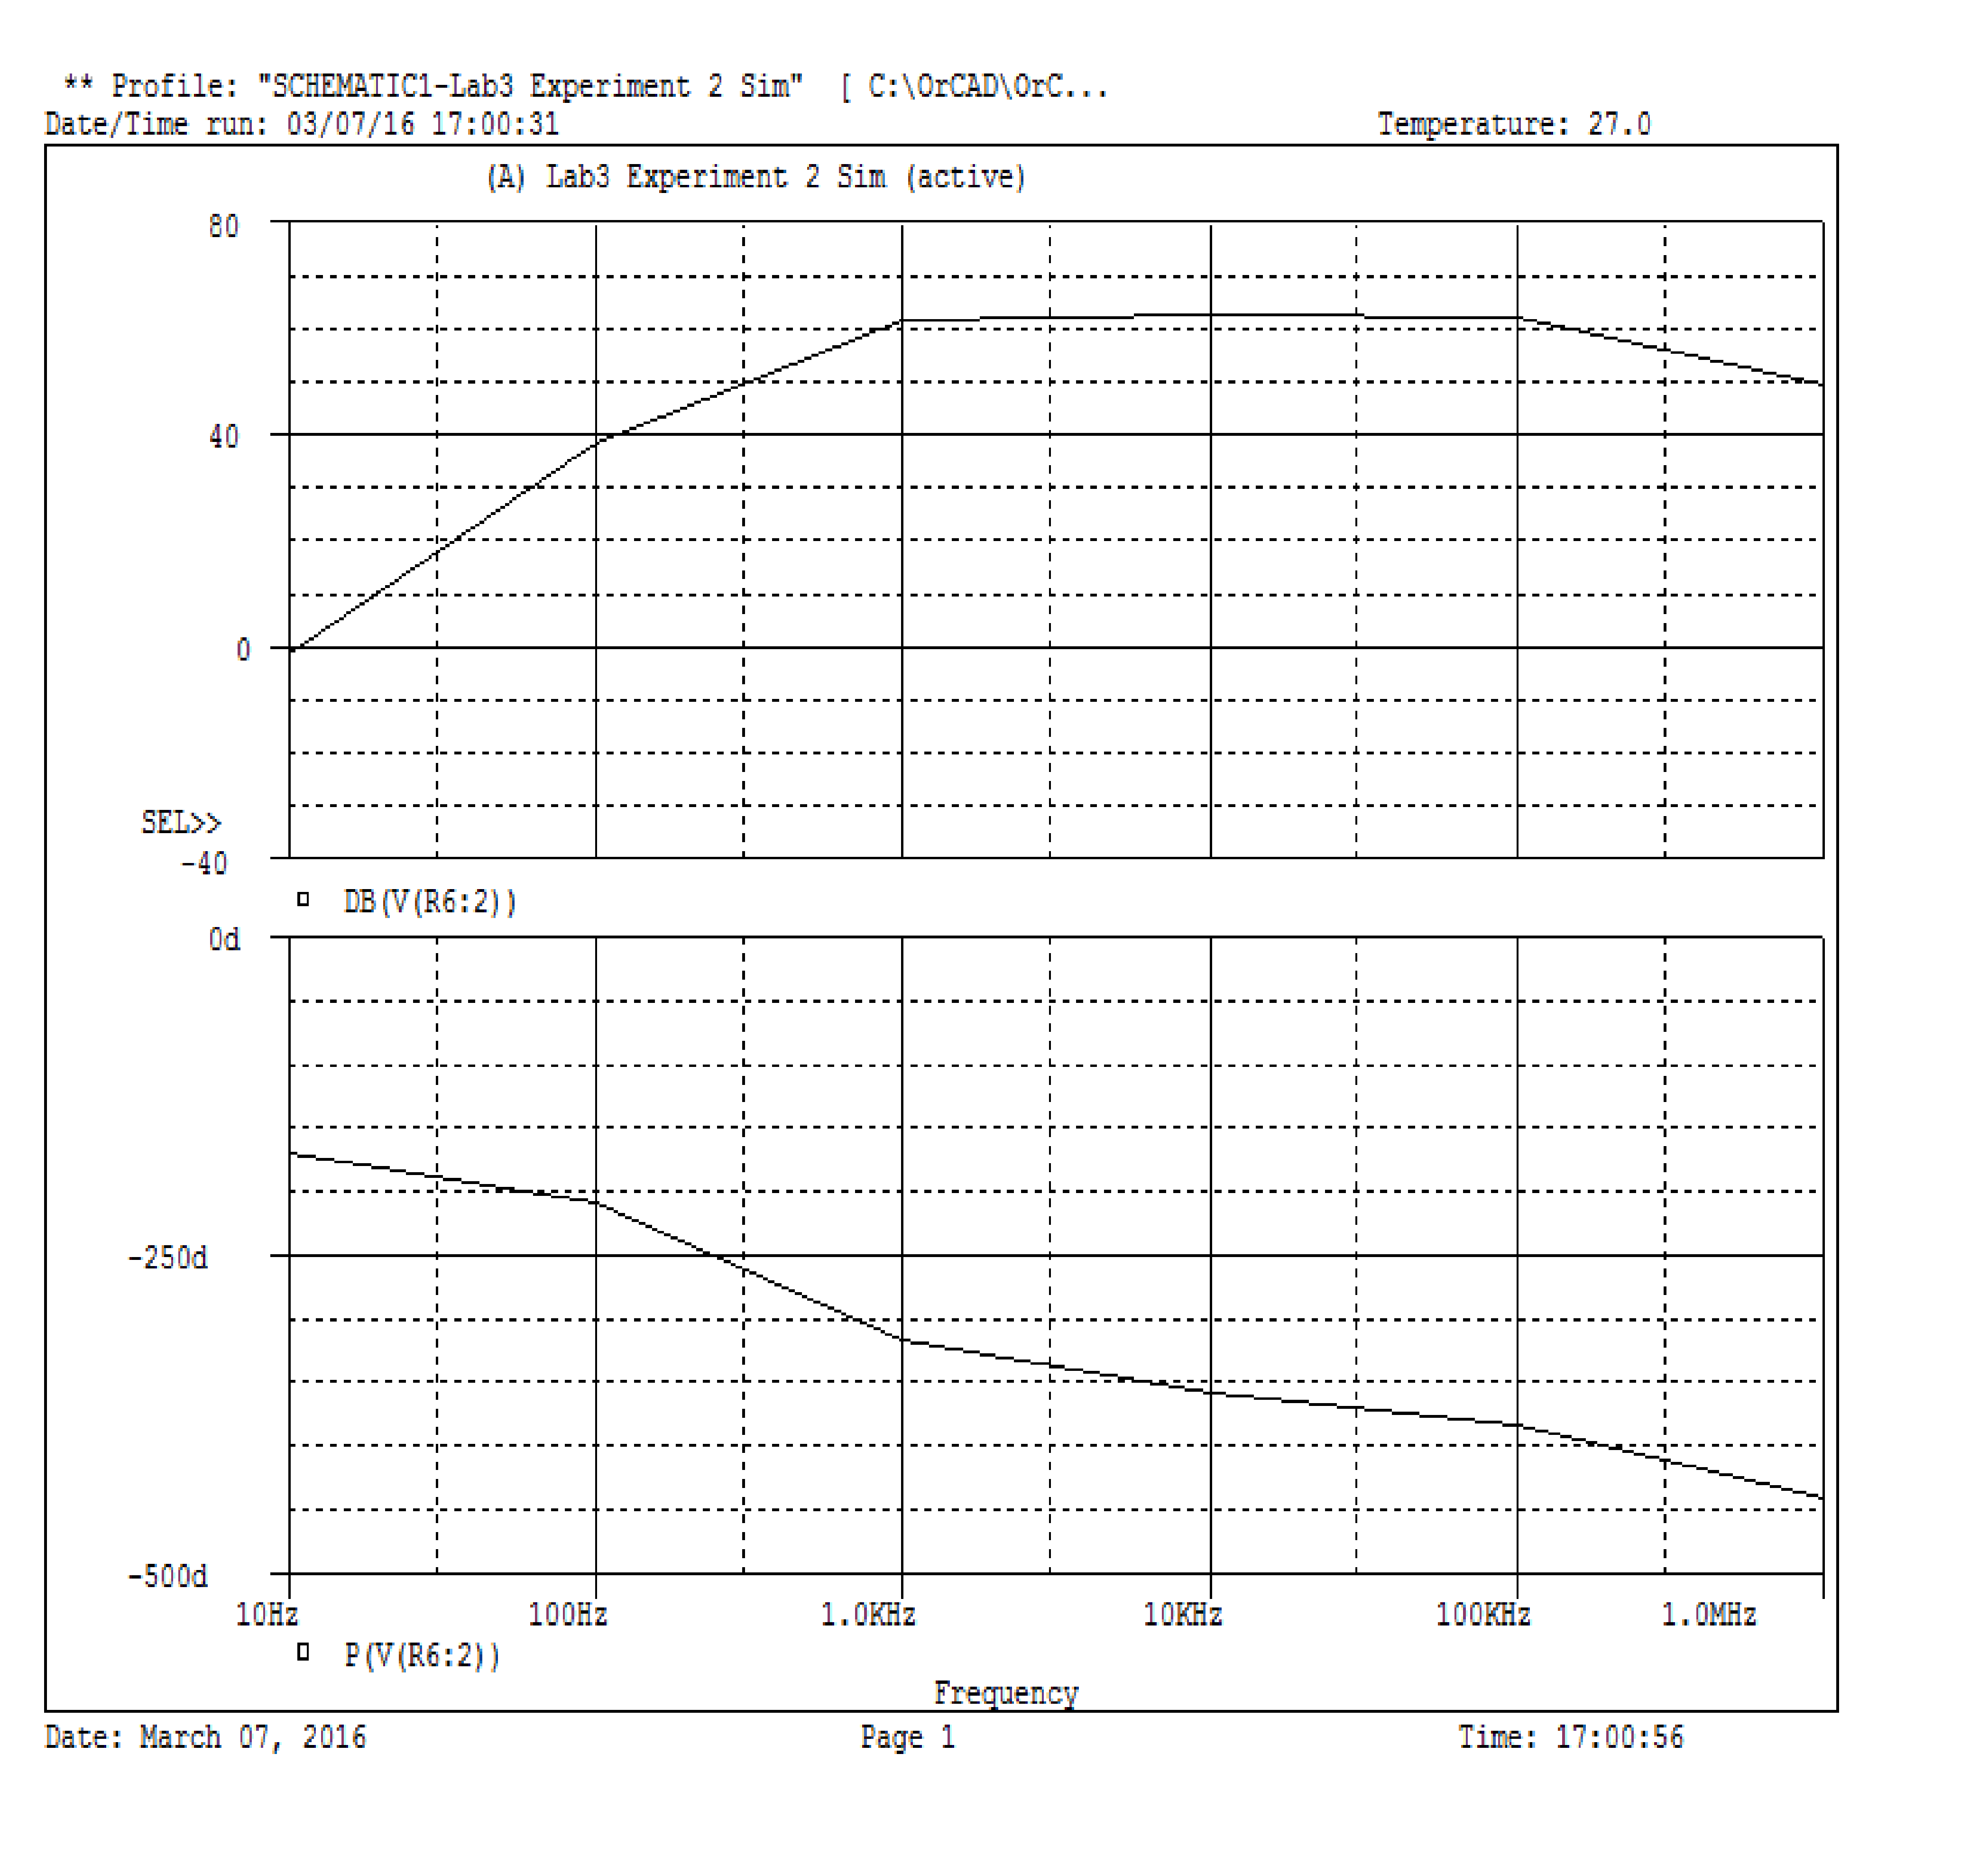 ** Profile: "SCHEMATIC1-Lab3 Experiment 2 Sim" [ C:\OrCAD\OrC...
Date/Time run: 03/07/16 17:00:31 Temperature: 27.0
(A) Lab3 Experiment 2 Sim (active)
80
40
0
SEL>>
-40
DB(V(R6:2))
0d
-250d
-500d
10Hz 100Hz 1.0KHz 10KHz 100KHz 1.0MHz
P(V(R6:2))
Frequency
Date: March 07, 2016 Page 1 Time: 17:00:56